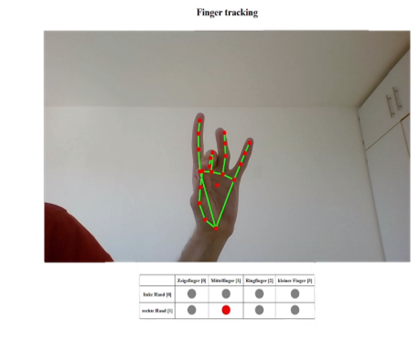 Finger tracking
Zeigefinger [0] Mittelfinger [1] Ringfinger [2] kleiner Finger [3]
linke Hand [0]
rechte Hand [1]